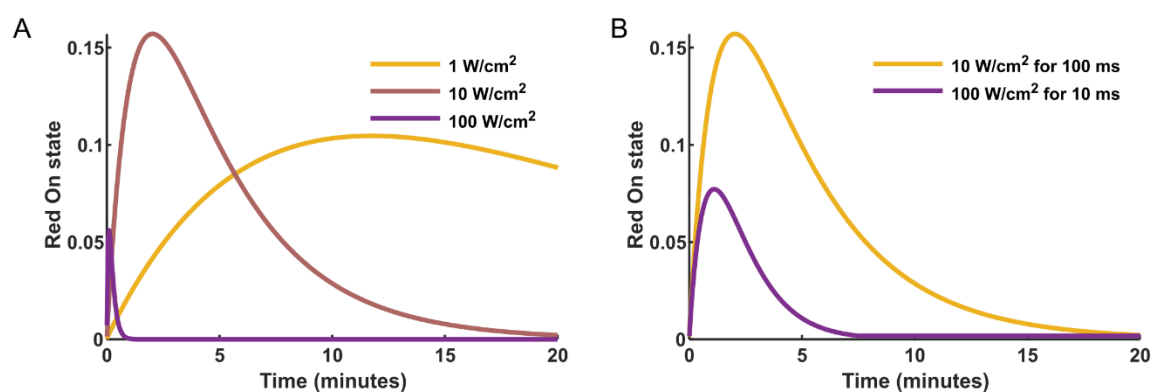 A
Red On state
0.15
0.1
0.05
0
0
5
10
15
20
Time (minutes)
1 W/cm²
10 W/cm²
100 W/cm²
B
Red On state
0.15
0.1
0.05
0
0
5
10
15
20
Time (minutes)
10 W/cm² for 100 ms
100 W/cm² for 10 ms